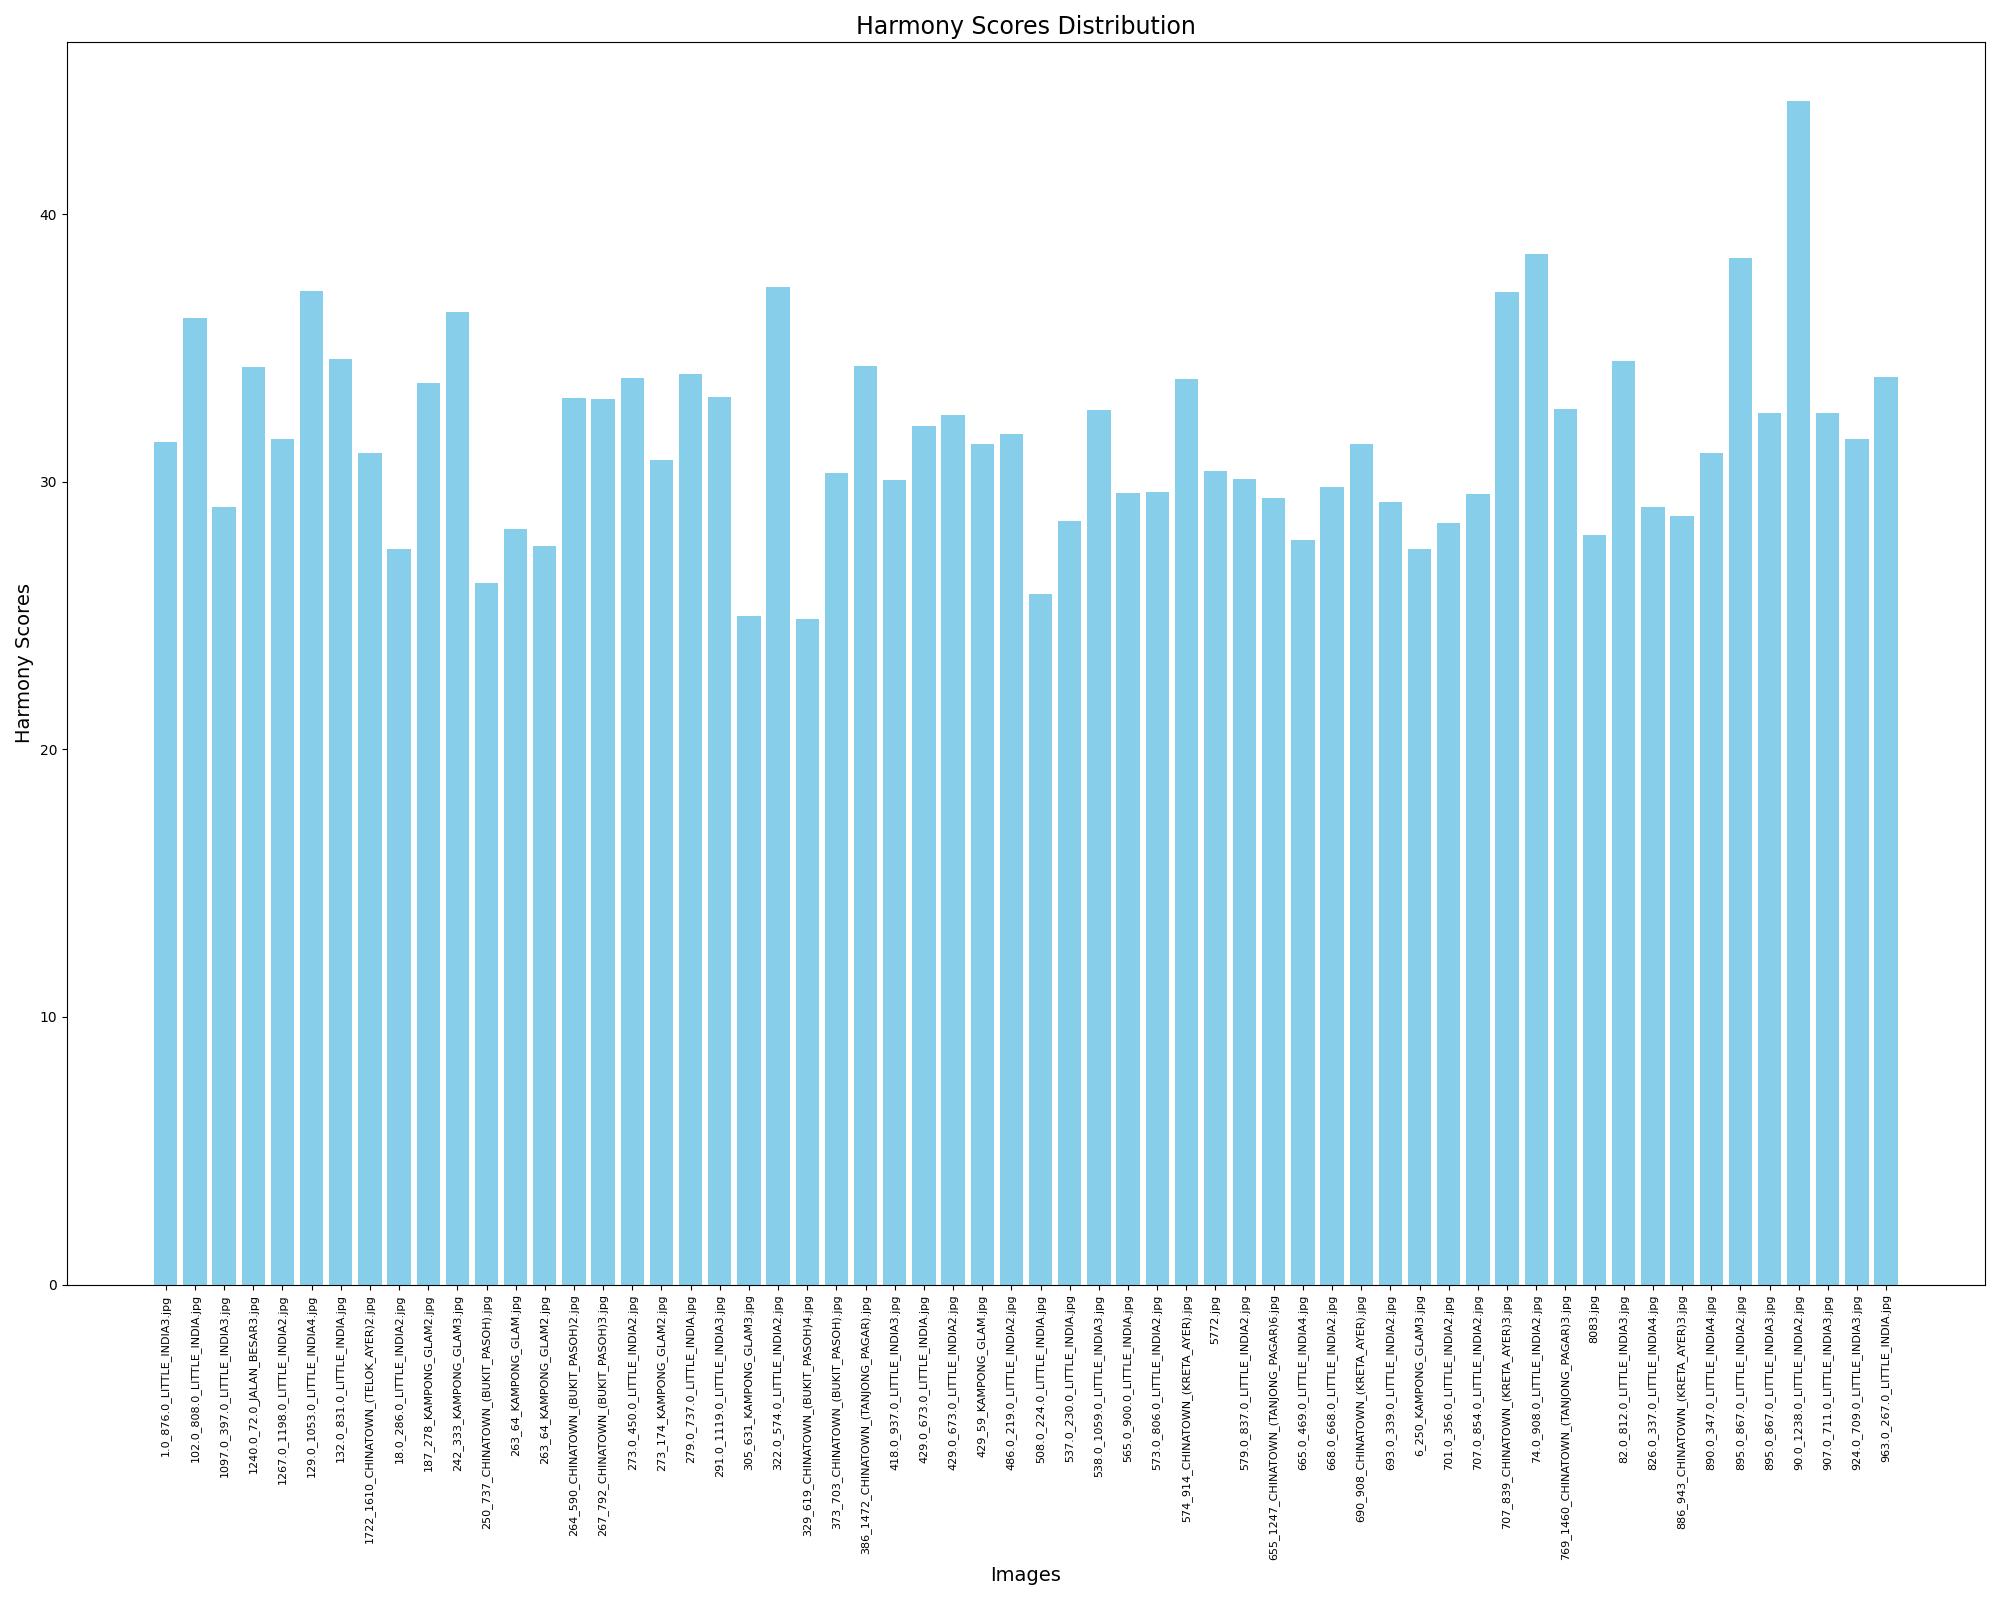 Harmony Scores Distribution
Harmony Scores
40
30
20
10
0
1.0_876.0_LITTLE_INDIA3.jpg
102.0_808.0_LITTLE_INDIA.jpg
1097.0_397.0_LITTLE_INDIA3.jpg
1240.0_72.0_JALAN_BESAR3.jpg
1267.0_1198.0_LITTLE_INDIA2.jpg
129.0_1053.0_LITTLE_INDIA4.jpg
132.0_831.0_LITTLE_INDIA.jpg
1722_1610_CHINATOWN_(TELOK_AYER)2.jpg
18.0_286.0_LITTLE_INDIA2.jpg
187_278_KAMPONG_GLAM2.jpg
242_333_KAMPONG_GLAM3.jpg
250_737_CHINATOWN_(BUKIT_PASOH).jpg
263_64_KAMPONG_GLAM.jpg
263_64_KAMPONG_GLAM2.jpg
264_590_CHINATOWN_(BUKIT_PASOH)2.jpg
267_792_CHINATOWN_(BUKIT_PASOH)3.jpg
273.0_450.0_LITTLE_INDIA2.jpg
273_174_KAMPONG_GLAM2.jpg
279.0_737.0_LITTLE_INDIA.jpg
291.0_1119.0_LITTLE_INDIA3.jpg
305_631_KAMPONG_GLAM3.jpg
322.0_574.0_LITTLE_INDIA2.jpg
329_619_CHINATOWN_(BUKIT_PASOH)4.jpg
373_703_CHINATOWN_(BUKIT_PASOH).jpg
386_1472_CHINATOWN_(TANJONG_PAGAR).jpg
418.0_937.0_LITTLE_INDIA3.jpg
429.0_673.0_LITTLE_INDIA.jpg
429.0_673.0_LITTLE_INDIA2.jpg
429_59_KAMPONG_GLAM.jpg
486.0_219.0_LITTLE_INDIA2.jpg
508.0_224.0_LITTLE_INDIA.jpg
537.0_230.0_LITTLE_INDIA.jpg
538.0_1059.0_LITTLE_INDIA3.jpg
565.0_900.0_LITTLE_INDIA.jpg
573.0_806.0_LITTLE_INDIA2.jpg
574_914_CHINATOWN_(KRETA_AYER).jpg
5772.jpg
579.0_837.0_LITTLE_INDIA2.jpg
655_1247_CHINATOWN_(TANJONG_PAGAR)6.jpg
665.0_469.0_LITTLE_INDIA4.jpg
668.0_668.0_LITTLE_INDIA2.jpg
690_908_CHINATOWN_(KRETA_AYER).jpg
693.0_339.0_LITTLE_INDIA2.jpg
6_250_KAMPONG_GLAM3.jpg
701.0_356.0_LITTLE_INDIA2.jpg
707.0_854.0_LITTLE_INDIA2.jpg
707_839_CHINATOWN_(KRETA_AYER)3.jpg
74.0_908.0_LITTLE_INDIA2.jpg
769_1460_CHINATOWN_(TANJONG_PAGAR)3.jpg
8083.jpg
82.0_812.0_LITTLE_INDIA3.jpg
826.0_337.0_LITTLE_INDIA4.jpg
886_943_CHINATOWN_(KRETA_AYER)3.jpg
890.0_347.0_LITTLE_INDIA4.jpg
895.0_867.0_LITTLE_INDIA2.jpg
895.0_867.0_LITTLE_INDIA3.jpg
90.0_1238.0_LITTLE_INDIA2.jpg
907.0_711.0_LITTLE_INDIA.jpg
924.0_709.0_LITTLE_INDIA3.jpg
963.0_267.0_LITTLE_INDIA.jpg
Images